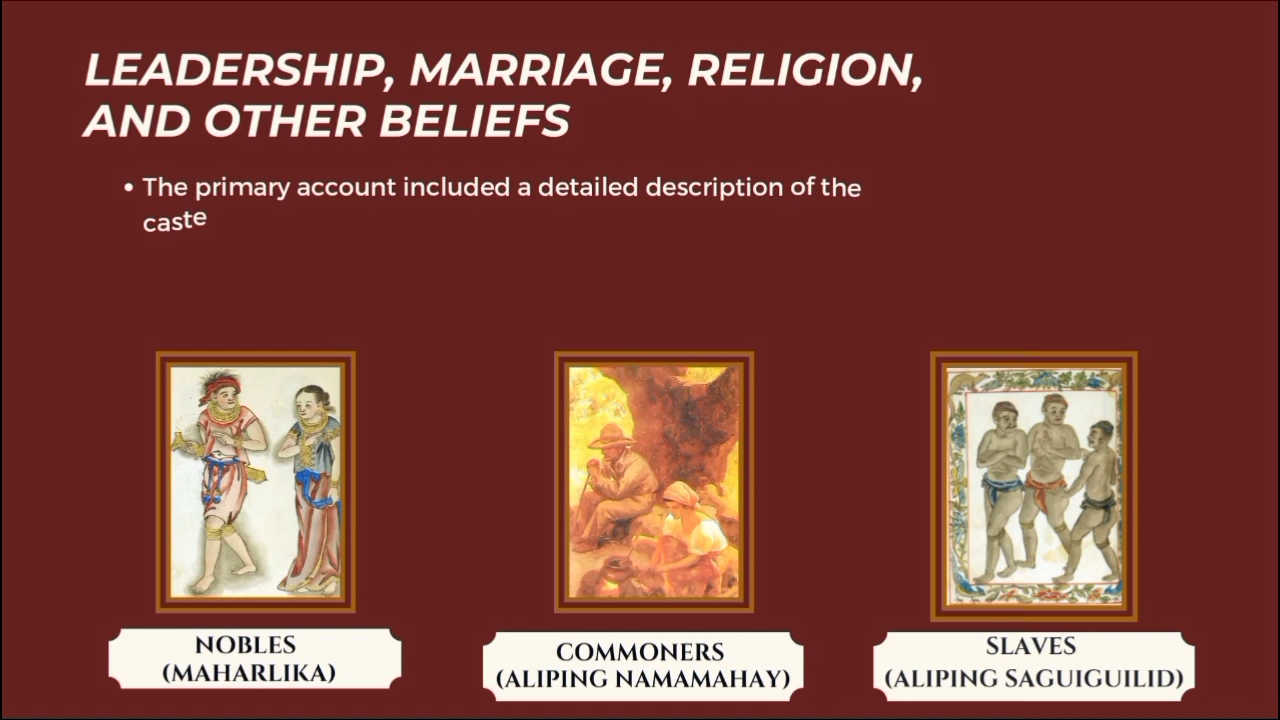 LEADERSHIP, MARRIAGE, RELIGION,
AND OTHER BELIEFS
• The primary account included a detailed description of the
caste
NOBLES
(MAHARLIKA)
COMMONERS
(ALIPING NAMAMAHAY)
SLAVES
(ALIPING SAGUIGUILID)